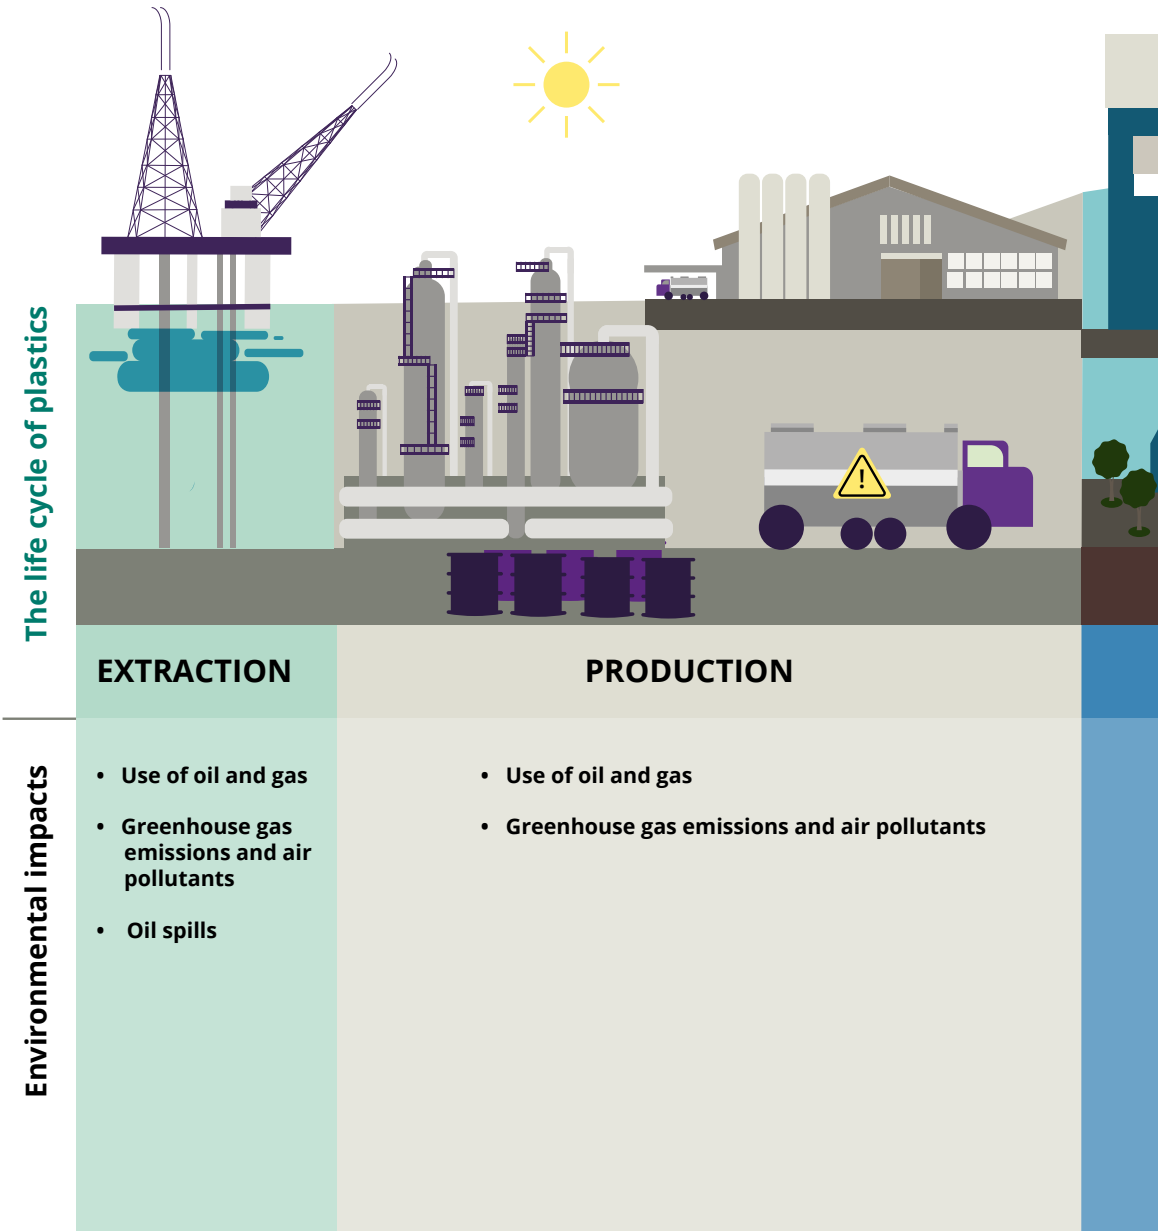 The life cycle of plastics
!
EXTRACTION
PRODUCTION
Environmental impacts
• Use of oil and gas
• Greenhouse gas
emissions and air
pollutants
• Oil spills
• Use of oil and gas
• Greenhouse gas emissions and air pollutants